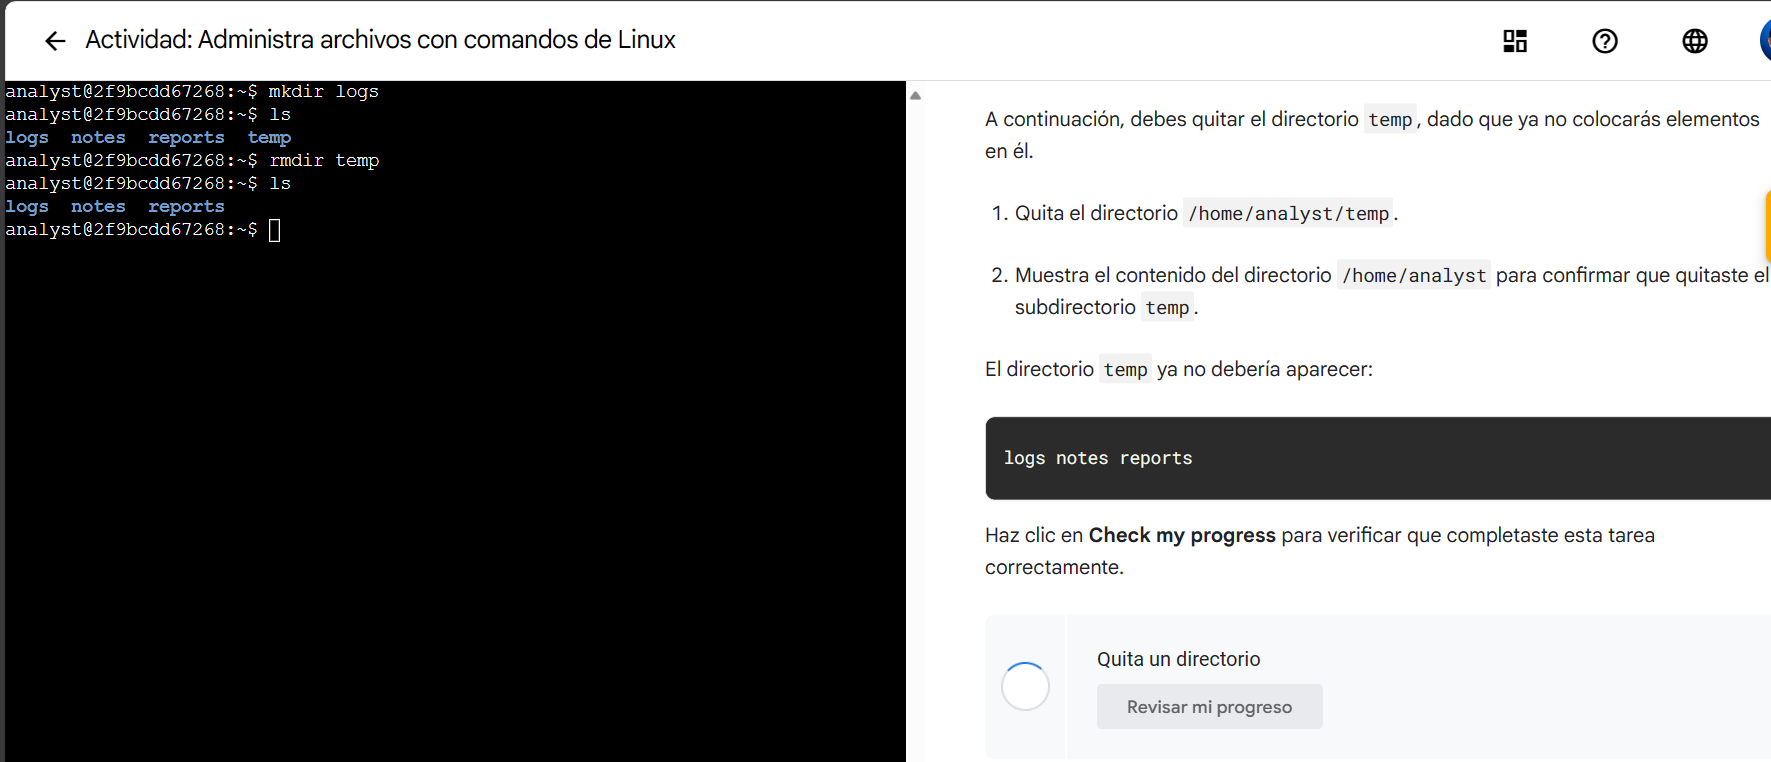 Actividad: Administra archivos con comandos de Linux
analyst@2f9bcdd67268:~$ mkdir logs
analyst@2f9bcdd67268:~$ ls
logs  notes  reports  temp
analyst@2f9bcdd67268:~$ rmdir temp
analyst@2f9bcdd67268:~$ ls
logs  notes  reports
analyst@2f9bcdd67268:~$
A continuación, debes quitar el directorio temp, dado que ya no colocarás elementos
en él.
1. Quita el directorio /home/analyst/temp.
2. Muestra el contenido del directorio /home/analyst para confirmar que quitaste el
subdirectorio temp.
El directorio temp ya no debería aparecer:
logs notes reports
Haz clic en Check my progress para verificar que completaste esta tarea
correctamente.
Quita un directorio
Revisar mi progreso